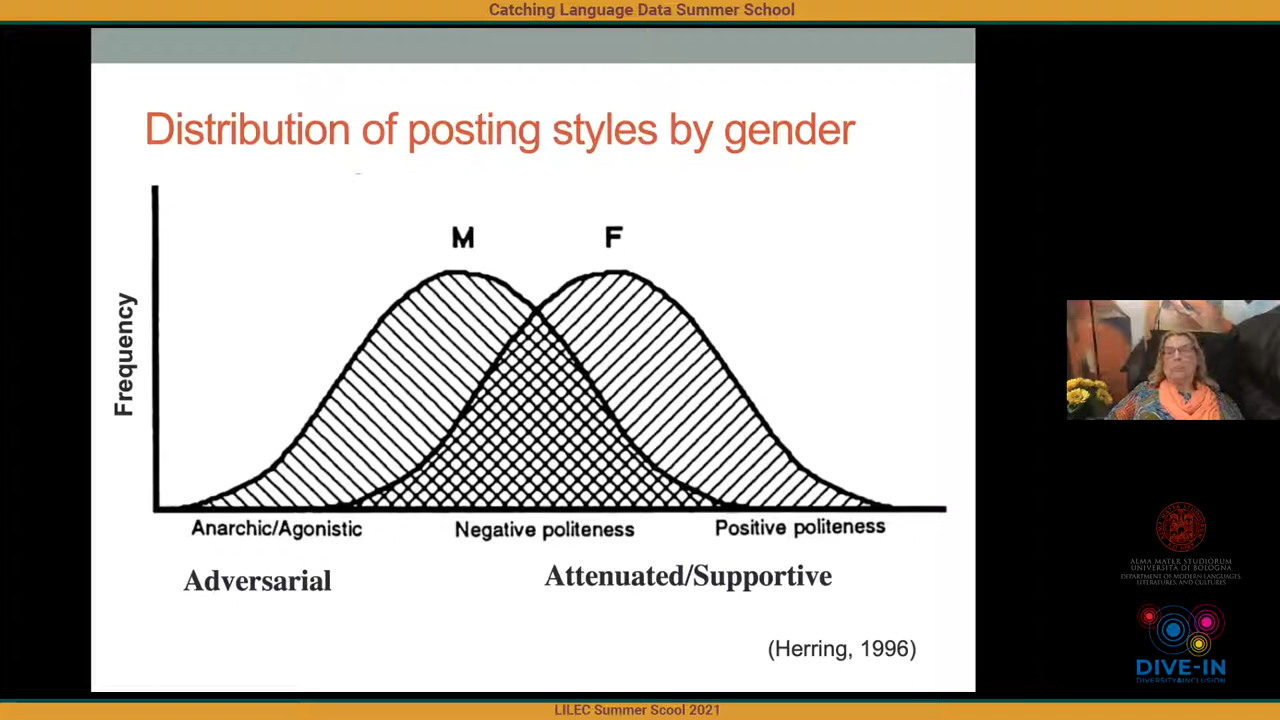 Catching Language Data Summer School
Distribution of posting styles by gender
M
F
Frequency
Anarchic/Agonistic
Negative politeness
Positive politeness
Adversarial
Attenuated/Supportive
(Herring, 1996)
ALMA MATER STUDIORUM
UNIVERSITÀ DI BOLOGNA
DEPARTMENT OF MODERN LANGUAGES,
LITERATURES, AND CULTURES
DIVE-IN
DIVERSITY&INCLUSION
LILEC Summer Scool 2021